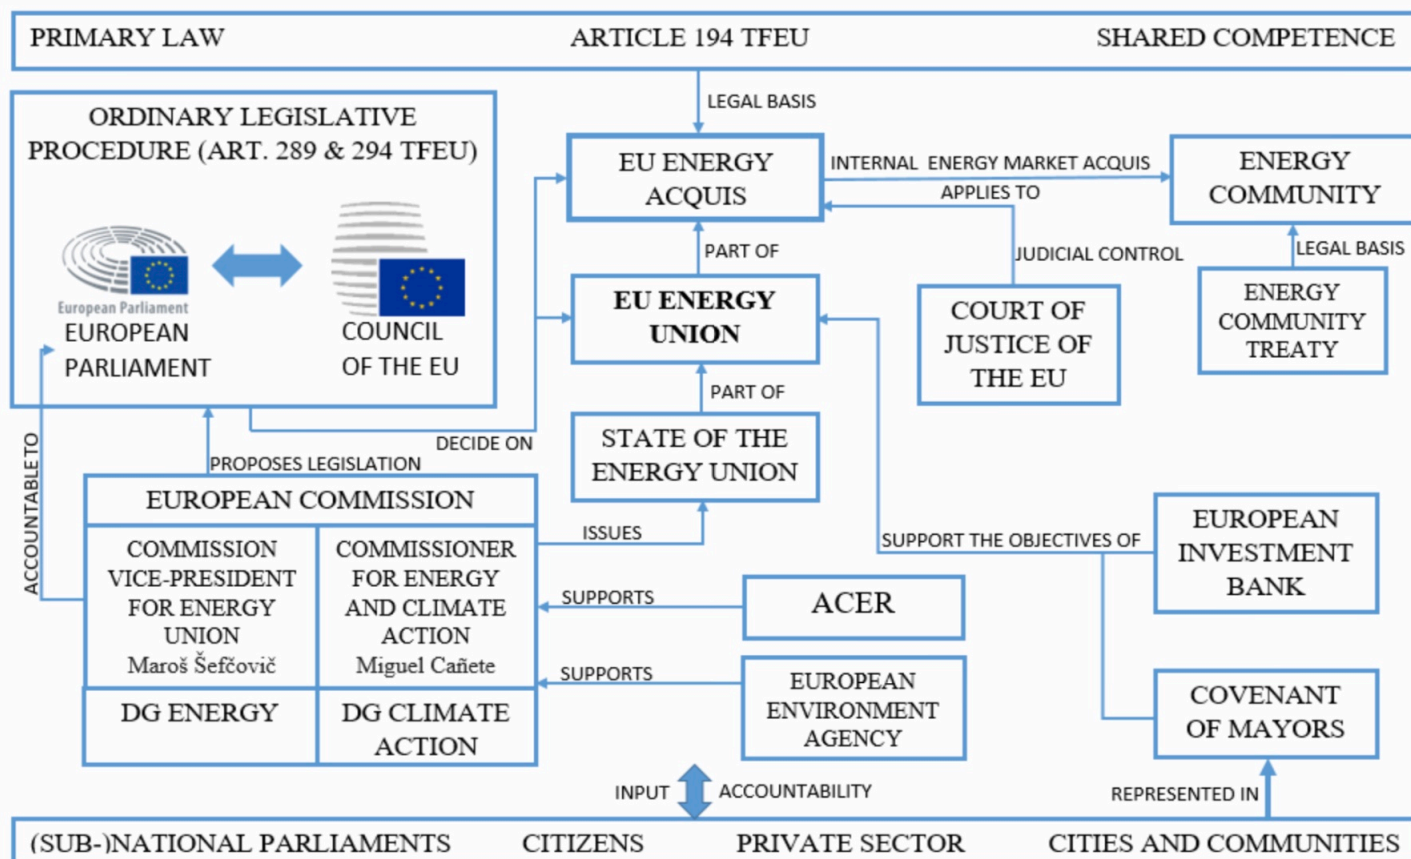 PRIMARY LAW
ARTICLE 194 TFEU
SHARED COMPETENCE
LEGAL BASIS
ORDINARY LEGISLATIVE
PROCEDURE (ART. 289 & 294 TFEU)
European Parliament
EUROPEAN
PARLIAMENT
COUNCIL
OF THE EU
EU ENERGY
ACQUIS
INTERNAL ENERGY MARKET ACQUIS
APPLIES TO
ENERGY
COMMUNITY
PART OF
JUDICIAL CONTROL
LEGAL BASIS
EU ENERGY
UNION
COURT OF
JUSTICE OF
THE EU
ENERGY
COMMUNITY
TREATY
PART OF
DECIDE ON
STATE OF THE
ENERGY UNION
ACCOUNTABLE TO
PROPOSES LEGISLATION
EUROPEAN COMMISSION
COMMISSION
VICE-PRESIDENT
FOR ENERGY
UNION
Maroš Šefčovič
COMMISSIONER
FOR ENERGY
AND CLIMATE
ACTION
Miguel Cañete
DG ENERGY
DG CLIMATE
ACTION
ISSUES
SUPPORTS
ACER
SUPPORTS
EUROPEAN
ENVIRONMENT
AGENCY
SUPPORT THE OBJECTIVES OF
EUROPEAN
INVESTMENT
BANK
COVENANT
OF MAYORS
INPUT
ACCOUNTABILITY
REPRESENTED IN
(SUB-)NATIONAL PARLIAMENTS
CITIZENS
PRIVATE SECTOR
CITIES AND COMMUNITIES